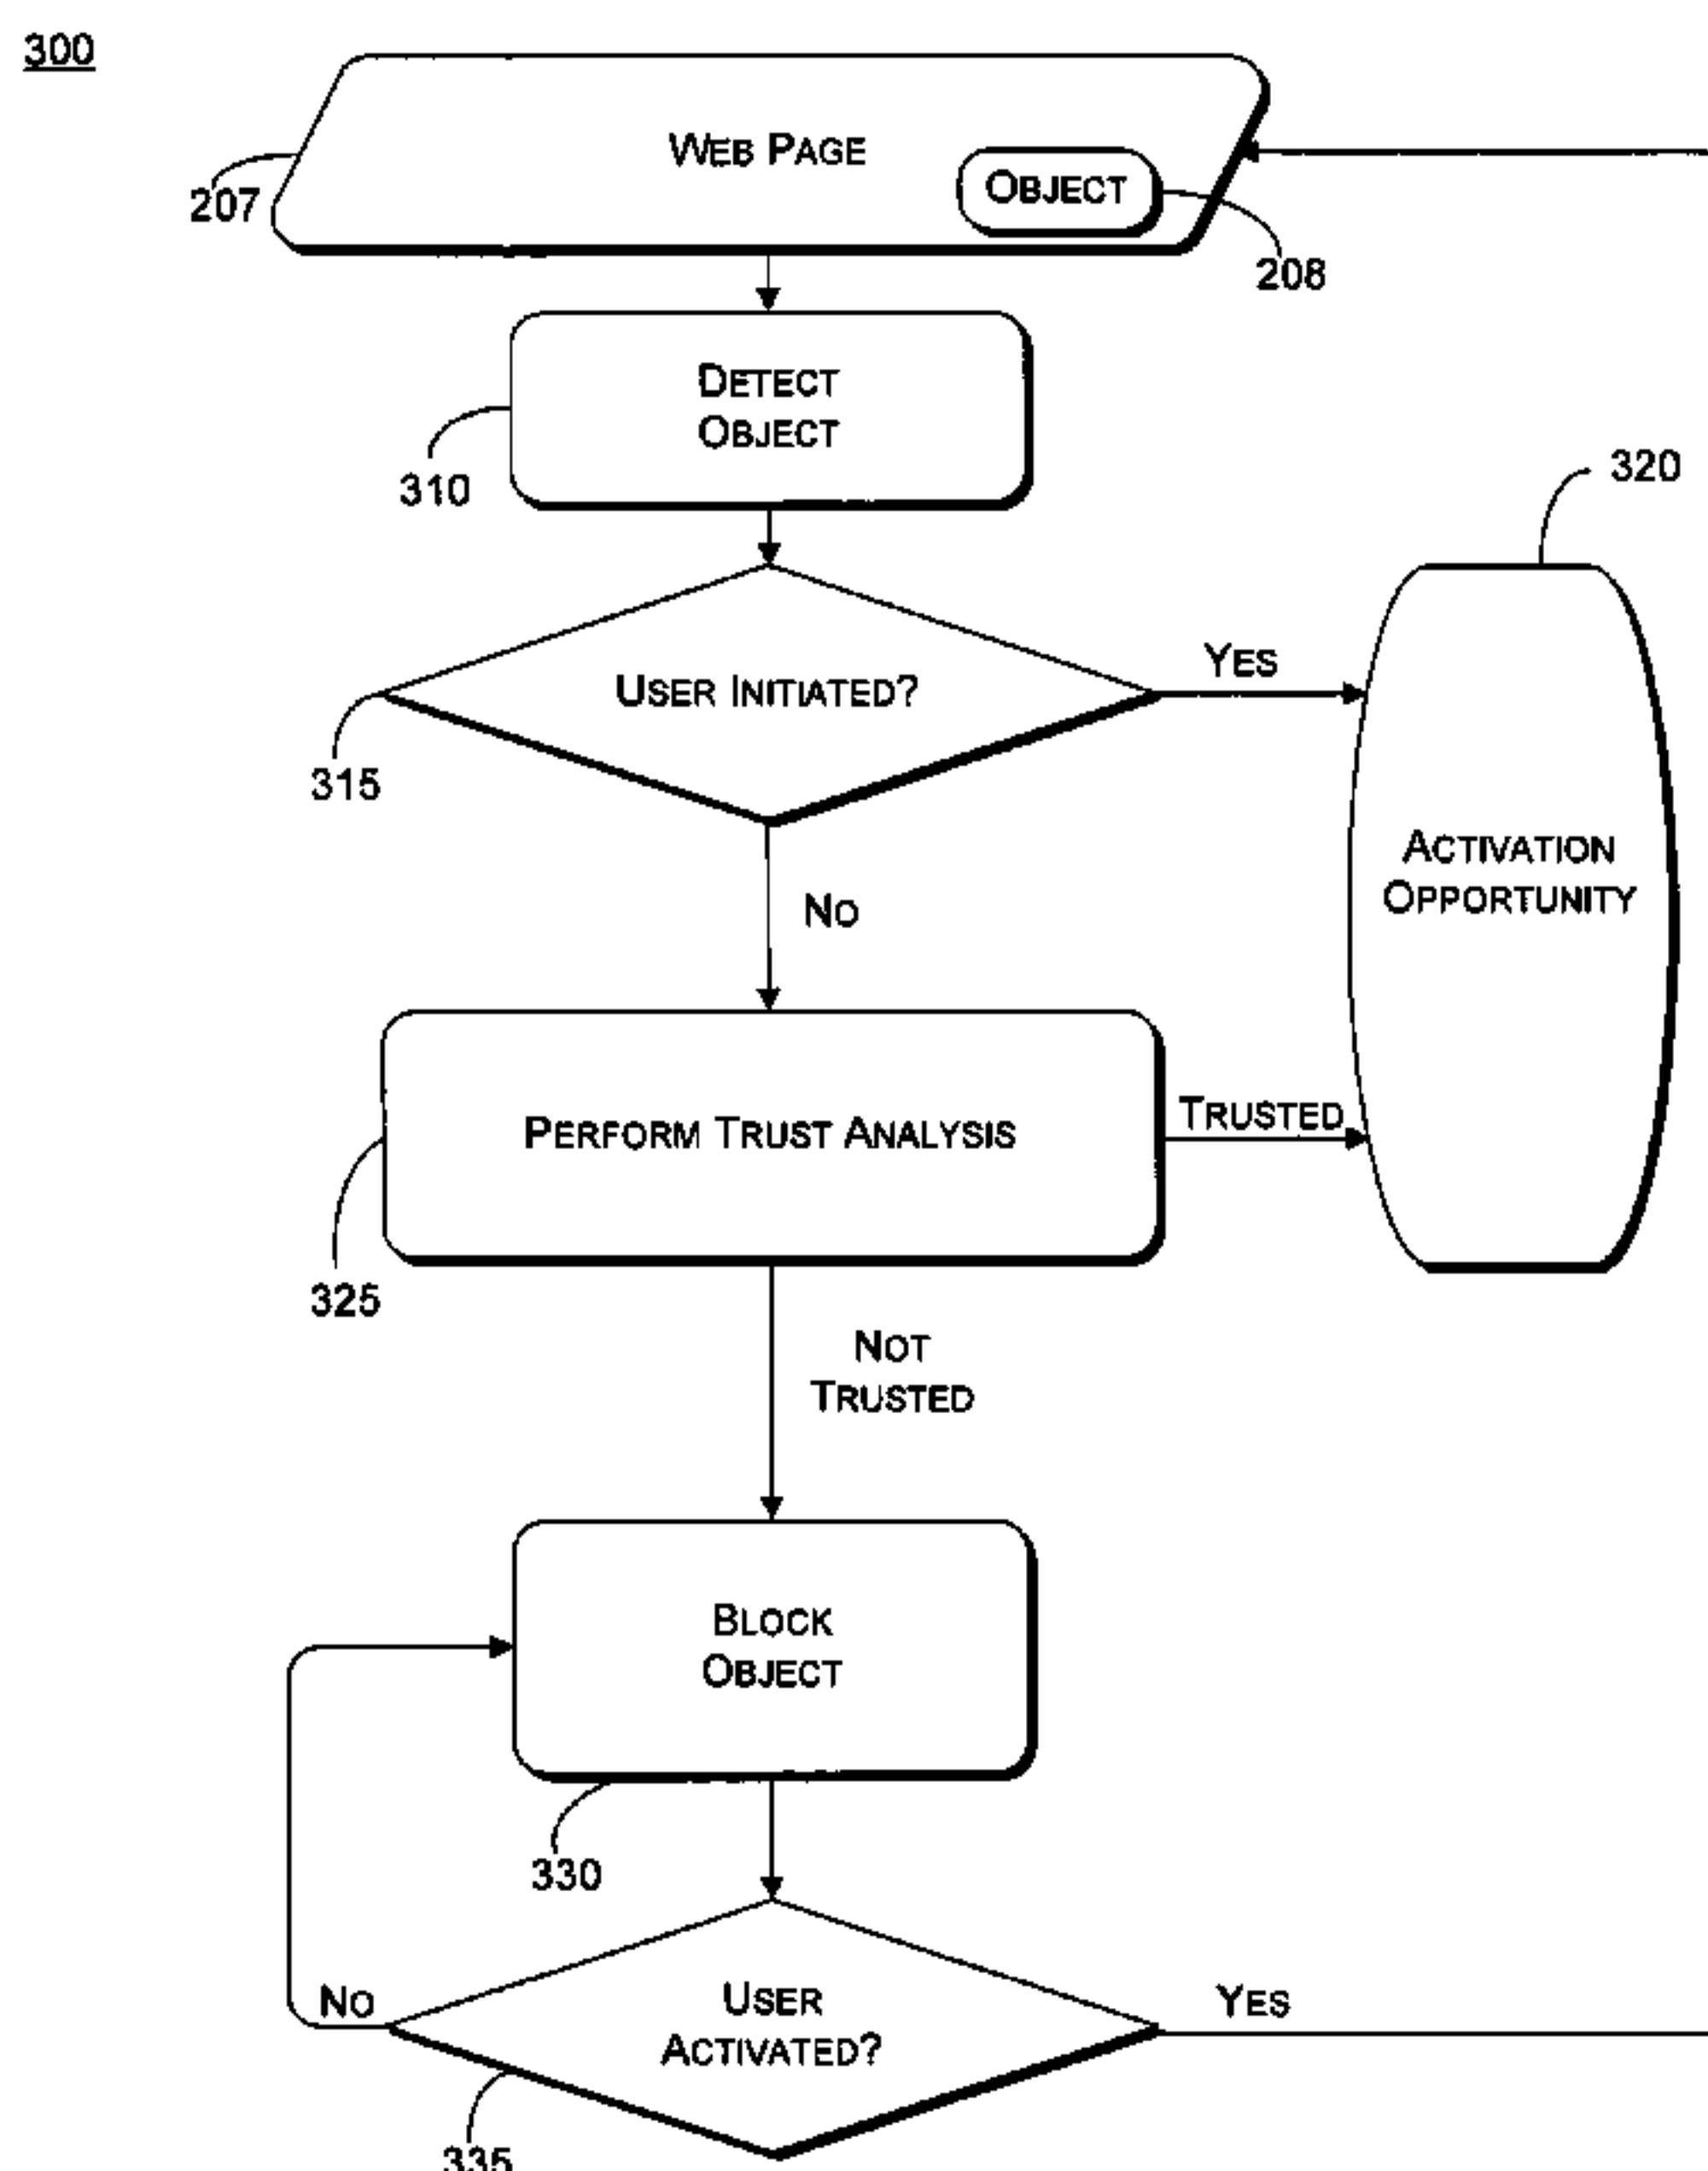 300
WEB PAGE
OBJECT
207
208
DETECT
OBJECT
310
320
YES
USER INITIATED?
315
ACTIVATION
OPPORTUNITY
NO
TRUSTED
PERFORM TRUST ANALYSIS
325
NOT
TRUSTED
BLOCK
OBJECT
330
NO
USER
ACTIVATED?
YES
335